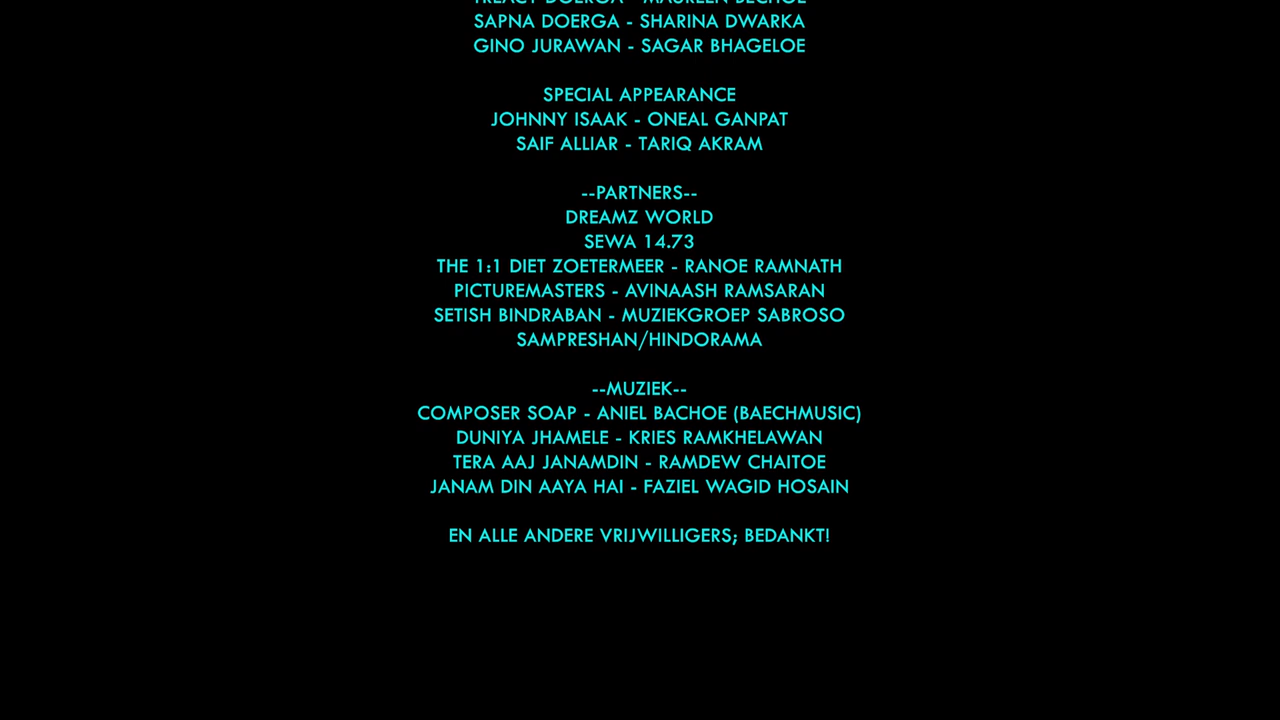 SAPNA DOERGA - SHARINA DWARKA
GINO JURAWAN - SAGAR BHAGELOE
SPECIAL APPEARANCE
JOHNNY ISAAK - ONEAL GANPAT
SAIF ALLIAR - TARIQ AKRAM
--PARTNERS--
DREAMZ WORLD
SEWA 14.73
THE 1:1 DIET ZOETERMEER - RANOE RAMNATH
PICTUREMASTERS - AVINAASH RAMSARAN
SETISH BINDRABAN - MUZIEKGROEP SABROSO
SAMPRESHAN/HINDORAMA
--MUZIEK--
COMPOSER SOAP - ANIEL BACHOE (BAECHMUSIC)
DUNIYA JHAMELE - KRIES RAMKHELAWAN
TERA AAJ JANAMDIN - RAMDEW CHAITOE
JANAM DIN AAYA HAI - FAZIEL WAGID HOSAIN
EN ALLE ANDERE VRIJWILLIGERS; BEDANKT!